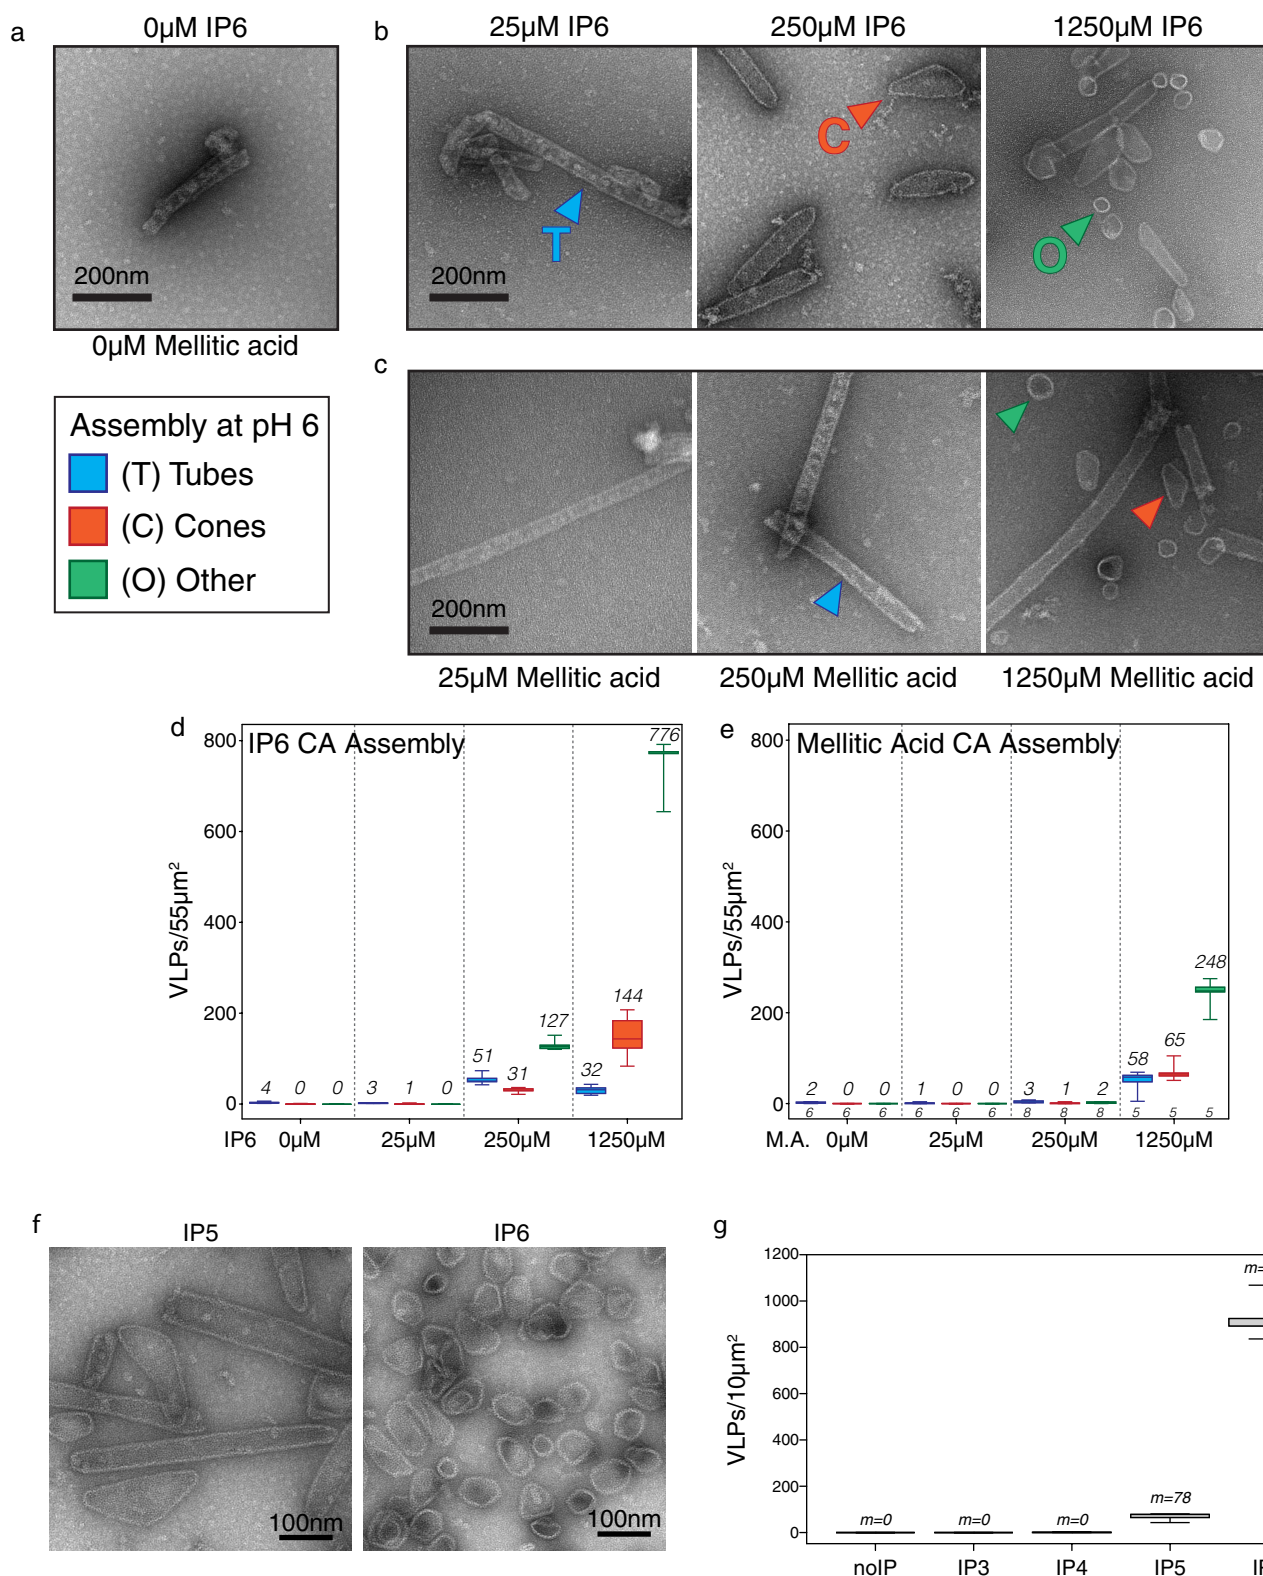 a
0µM IP6
200nm
0µM Mellitic acid
b
25µM IP6
250µM IP6
1250µM IP6
T
200nm
C
O
c
200nm
25µM Mellitic acid
250µM Mellitic acid
1250µM Mellitic acid
Assembly at pH 6
(T) Tubes
(C) Cones
(O) Other
d
IP6 CA Assembly
VLPs/55µm²
800
600
400
200
0
4 0 0 3 1 0 51 31 127 32 144 776
IP6 0µM 25µM 250µM 1250µM
e
Mellitic Acid CA Assembly
VLPs/55µm²
800
600
400
200
0
2 0 0 1 0 0 3 1 2 58 65 248
6 6 6 6 6 6 8 8 8 5 5 5
M.A. 0µM 25µM 250µM 1250µM
f
IP5
IP6
100nm
100nm
g
VLPs/10µm²
1200
1000
800
600
400
200
0
m=0 m=0 m=0 m=78 m=
noIP IP3 IP4 IP5